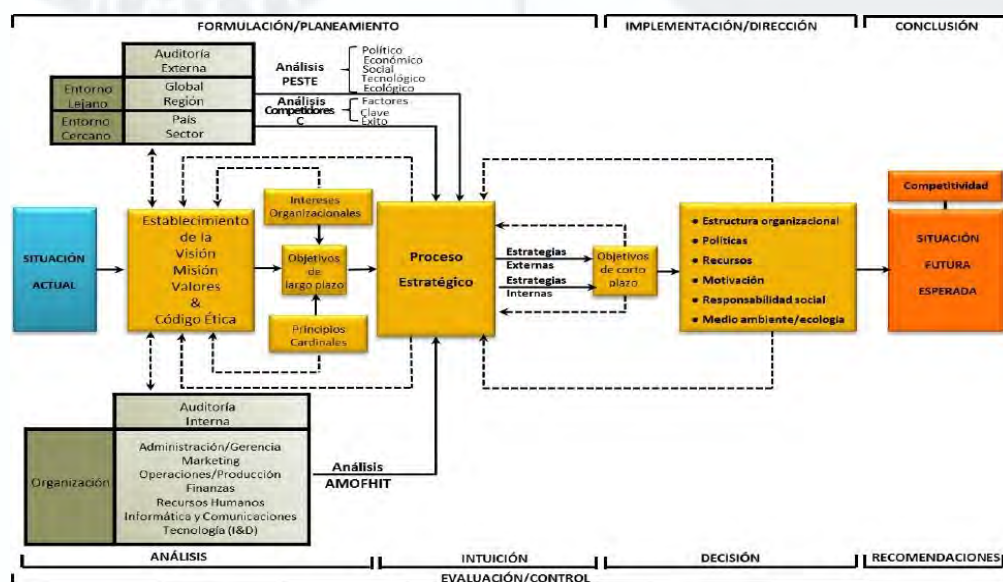 FORMULACIÓN/PLANEAMIENTO
IMPLEMENTACIÓN/DIRECCIÓN
CONCLUSIÓN
Auditoría
Externa
Entorno
Lejano
Global
Región
Entorno
Cercano
País
Sector
Análisis
PESTE
Político
Económico
Social
Tecnológico
Ecológico
Análisis
Competidores
C
Factores
Clave
Éxito
SITUACIÓN
ACTUAL
Establecimiento
de la
Visión
Misión
Valores
&
Código Ética
Intereses
Organizacionales
Objetivos
de
largo plazo
Principios
Cardinales
Proceso
Estratégico
Estrategias
Externas
Estrategias
Internas
Objetivos
de corto
plazo
• Estructura organizacional
• Políticas
• Recursos
• Motivación
• Responsabilidad social
• Medio ambiente/ecología
Competitividad
SITUACIÓN
FUTURA
ESPERADA
Auditoría
Interna
Organización
Administración/Gerencia
Marketing
Operaciones/Producción
Finanzas
Recursos Humanos
Informática y Comunicaciones
Tecnología (I&D)
Análisis
AMOFHIT
ANÁLISIS
INTUICIÓN
DECISIÓN
RECOMENDACIONES
EVALUACIÓN/CONTROL